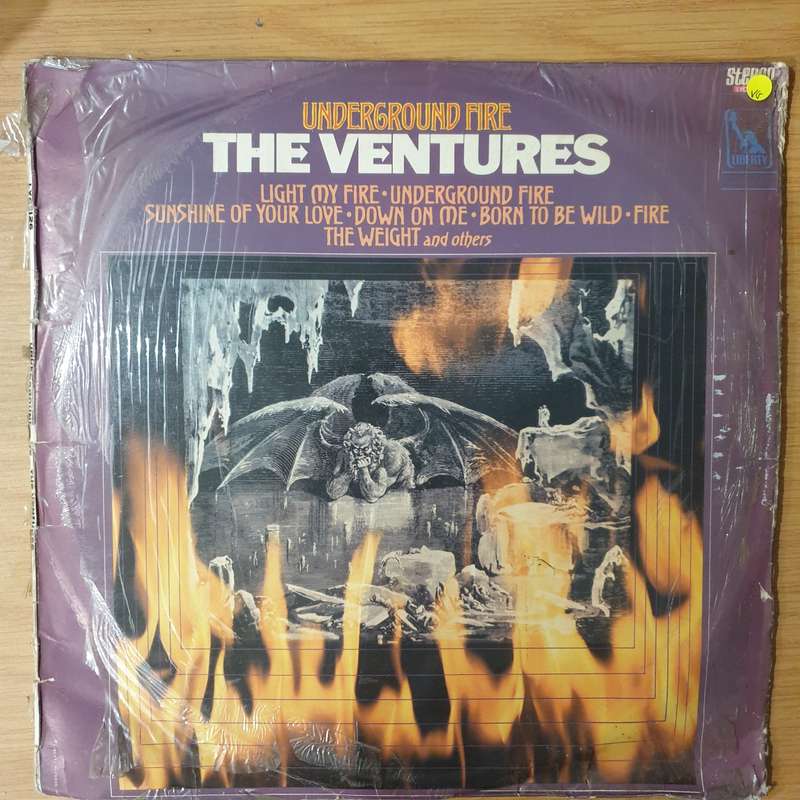 Stereo
VG
LIBERTY
UNDERGROUND FIRE
THE VENTURES
LIGHT MY FIRE • UNDERGROUND FIRE
SUNSHINE OF YOUR LOVE • DOWN ON ME • BORN TO BE WILD • FIRE
THE WEIGHT and others